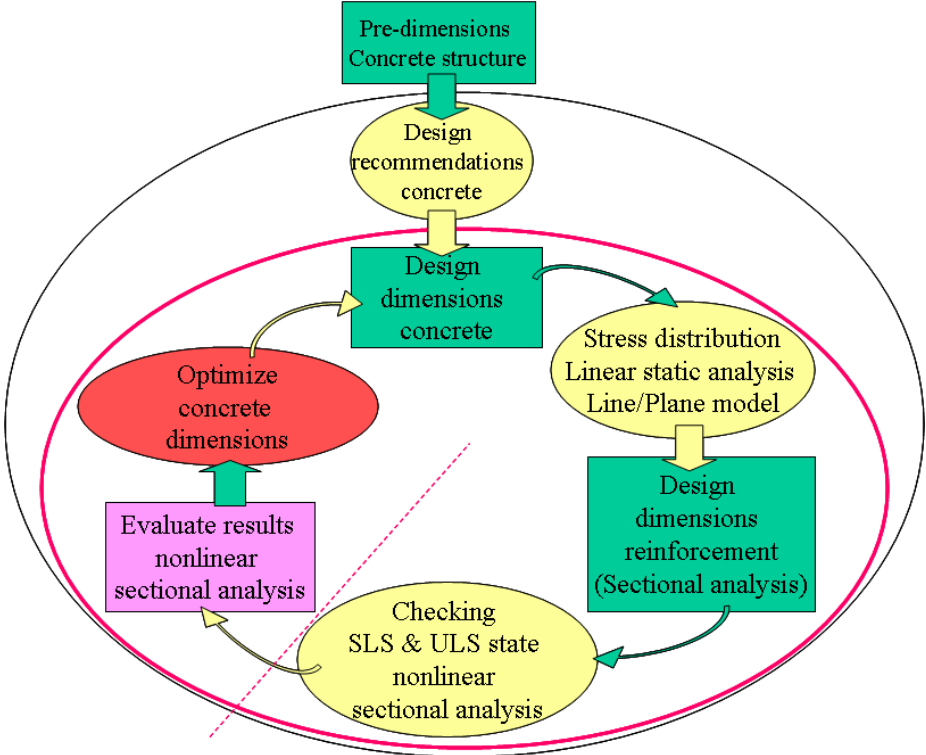 Pre-dimensions
Concrete structure
Design
recommendations
concrete
Design
dimensions
concrete
Stress distribution
Linear static analysis
Line/Plane model
Design
dimensions
reinforcement
(Sectional analysis)
Checking
SLS & ULS state
nonlinear
sectional analysis
Evaluate results
nonlinear
sectional analysis
Optimize
concrete
dimensions